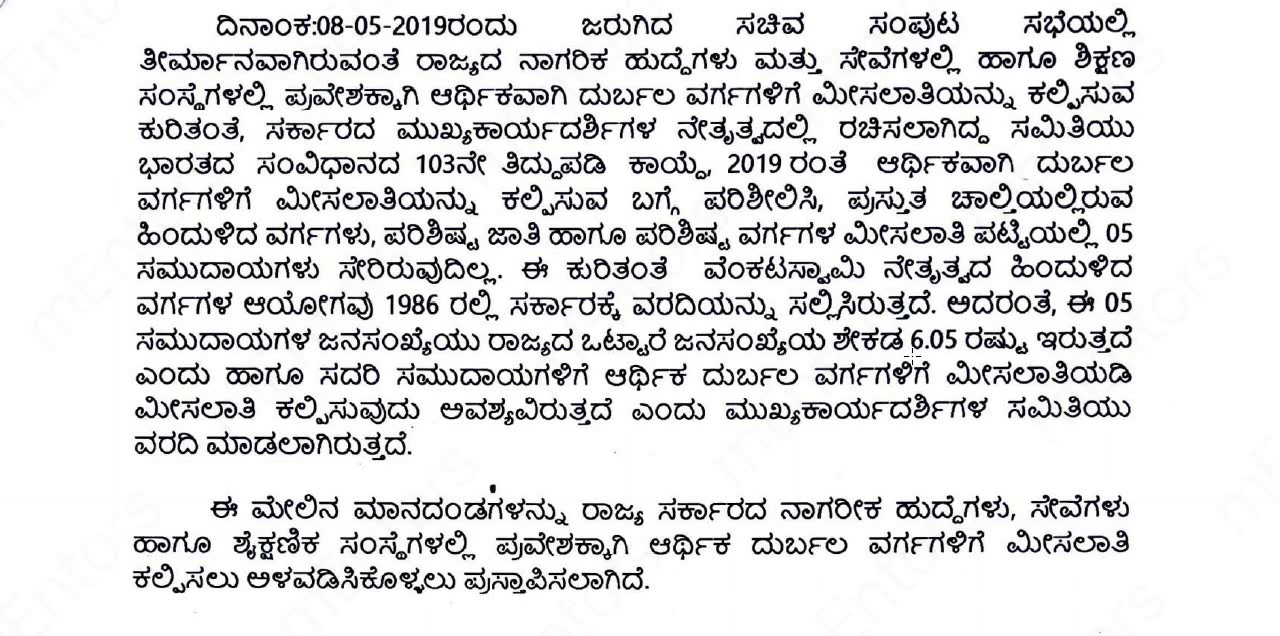 ದಿನಾಂಕ:08-05-2019ರಂದು ಜರುಗಿದ ಸಚಿವ ಸಂಪುಟ ಸಭೆಯಲ್ಲಿ
ತೀರ್ಮಾನವಾಗಿರುವಂತೆ ರಾಜ್ಯದ ನಾಗರಿಕ ಹುದ್ದೆಗಳು ಮತ್ತು ಸೇವೆಗಳಲ್ಲಿ ಹಾಗೂ ಶಿಕ್ಷಣ
ಸಂಸ್ಥೆಗಳಲ್ಲಿ ಪ್ರವೇಶಕ್ಕಾಗಿ ಆರ್ಥಿಕವಾಗಿ ದುರ್ಬಲ ವರ್ಗಗಳಿಗೆ ಮೀಸಲಾತಿಯನ್ನು ಕಲ್ಪಿಸುವ
ಕುರಿತಂತೆ, ಸರ್ಕಾರದ ಮುಖ್ಯಕಾರ್ಯದರ್ಶಿಗಳ ನೇತೃತ್ವದಲ್ಲಿ ರಚಿಸಲಾಗಿದ್ದ ಸಮಿತಿಯು
ಭಾರತದ ಸಂವಿಧಾನದ 103ನೇ ತಿದ್ದುಪಡಿ ಕಾಯ್ದೆ, 2019 ರಂತೆ ಆರ್ಥಿಕವಾಗಿ ದುರ್ಬಲ
ವರ್ಗಗಳಿಗೆ ಮೀಸಲಾತಿಯನ್ನು ಕಲ್ಪಿಸುವ ಬಗ್ಗೆ ಪರಿಶೀಲಿಸಿ, ಪ್ರಸ್ತುತ ಚಾಲ್ತಿಯಲ್ಲಿರುವ
ಹಿಂದುಳಿದ ವರ್ಗಗಳು, ಪರಿಶಿಷ್ಟ ಜಾತಿ ಹಾಗೂ ಪರಿಶಿಷ್ಟ ವರ್ಗಗಳ ಮೀಸಲಾತಿ ಪಟ್ಟಿಯಲ್ಲಿ 05
ಸಮುದಾಯಗಳು ಸೇರಿರುವುದಿಲ್ಲ. ಈ ಕುರಿತಂತೆ ವೆಂಕಟಸ್ವಾಮಿ ನೇತೃತ್ವದ ಹಿಂದುಳಿದ
ವರ್ಗಗಳ ಆಯೋಗವು 1986 ರಲ್ಲಿ ಸರ್ಕಾರಕ್ಕೆ ವರದಿಯನ್ನು ಸಲ್ಲಿಸಿರುತ್ತದೆ. ಅದರಂತೆ, ಈ 05
ಸಮುದಾಯಗಳ ಜನಸಂಖ್ಯೆಯು ರಾಜ್ಯದ ಒಟ್ಟಾರೆ ಜನಸಂಖ್ಯೆಯ ಶೇಕಡ 6.05 ರಷ್ಟು ಇರುತ್ತದೆ
ಎಂದು ಹಾಗೂ ಸದರಿ ಸಮುದಾಯಗಳಿಗೆ ಆರ್ಥಿಕ ದುರ್ಬಲ ವರ್ಗಗಳಿಗೆ ಮೀಸಲಾತಿಯಡಿ
ಮೀಸಲಾತಿ ಕಲ್ಪಿಸುವುದು ಅವಶ್ಯವಿರುತ್ತದೆ ಎಂದು ಮುಖ್ಯಕಾರ್ಯದರ್ಶಿಗಳ ಸಮಿತಿಯು
ವರದಿ ಮಾಡಲಾಗಿರುತ್ತದೆ.
ಈ ಮೇಲಿನ ಮಾನದಂಡಗಳನ್ನು ರಾಜ್ಯ ಸರ್ಕಾರದ ನಾಗರೀಕ ಹುದ್ದೆಗಳು, ಸೇವೆಗಳು
ಹಾಗೂ ಶೈಕ್ಷಣಿಕ ಸಂಸ್ಥೆಗಳಲ್ಲಿ ಪ್ರವೇಶಕ್ಕಾಗಿ ಆರ್ಥಿಕ ದುರ್ಬಲ ವರ್ಗಗಳಿಗೆ ಮೀಸಲಾತಿ
ಕಲ್ಪಿಸಲು ಅಳವಡಿಸಿಕೊಳ್ಳಲು ಪ್ರಸ್ತಾಪಿಸಲಾಗಿದೆ.